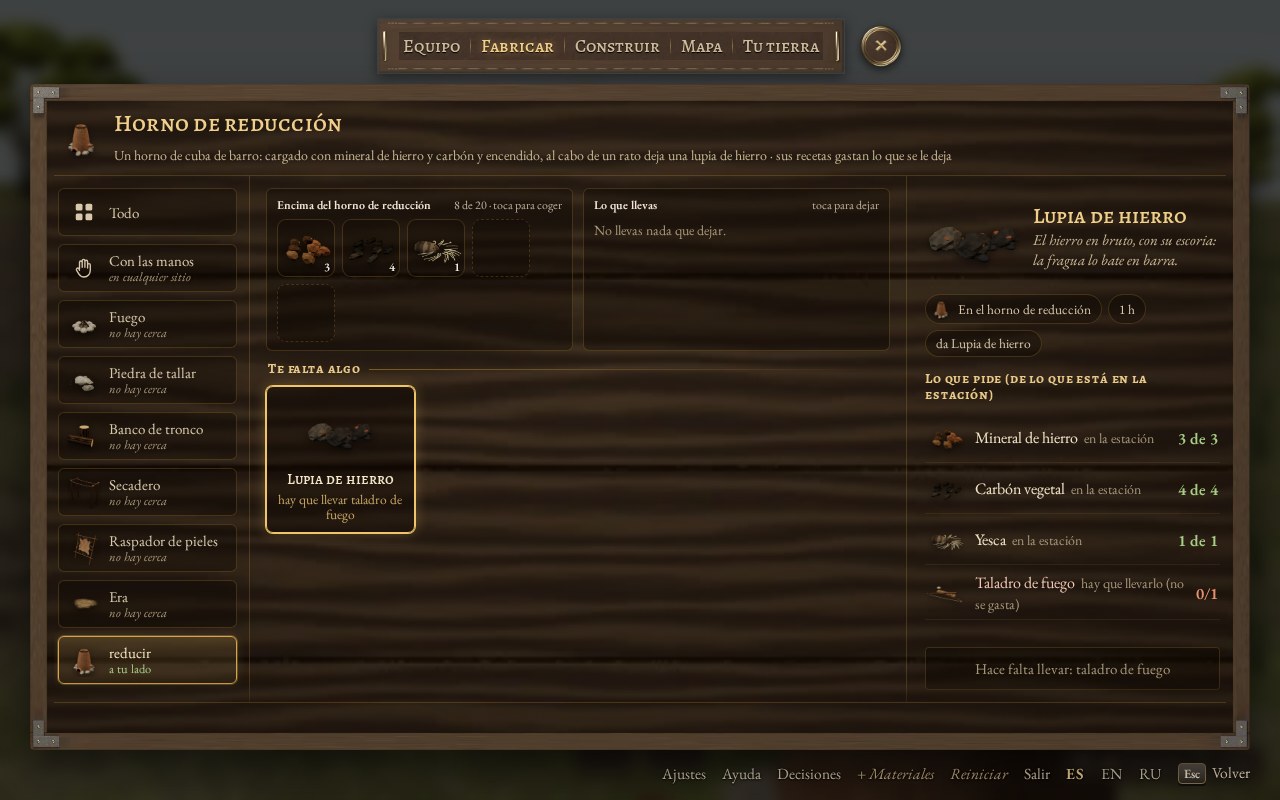 Equipo
Fabricar
Construir
Mapa
Tu tierra
×
Horno de reducción
Un horno de cuba de barro: cargado con mineral de hierro y carbón y encendido, al cabo de un rato deja una lupia de hierro · sus recetas gastan lo que se le deja
Todo
Con las manos
en cualquier sitio
Fuego
no hay cerca
Piedra de tallar
no hay cerca
Banco de tronco
no hay cerca
Secadero
no hay cerca
Raspador de pieles
no hay cerca
Era
no hay cerca
reducir
a tu lado
Encima del horno de reducción
8 de 20 · toca para coger
3
4
1
Lo que llevas
toca para dejar
No llevas nada que dejar.
Te falta algo
Lupia de hierro
hay que llevar taladro de
fuego
Lupia de hierro
El hierro en bruto, con su escoria:
la fragua lo bate en barra.
En el horno de reducción
1 h
da Lupia de hierro
Lo que pide (de lo que está en la
estación)
Mineral de hierro en la estación 3 de 3
Carbón vegetal en la estación 4 de 4
Yesca en la estación 1 de 1
Taladro de fuego hay que llevarlo (no
se gasta) 0/1
Hace falta llevar: taladro de fuego
Ajustes
Ayuda
Decisiones
+ Materiales
Reiniciar
Salir
ES
EN
RU
Esc
Volver